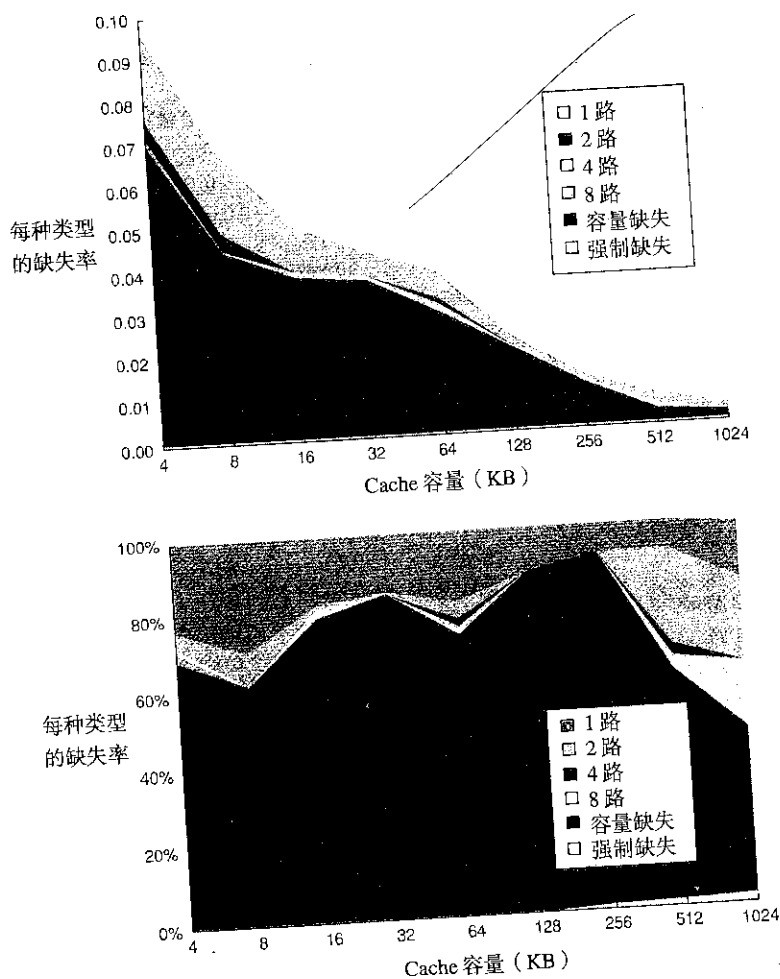 0.10
0.09
0.08
0.07
0.06
0.05
0.04
0.03
0.02
0.01
0.00
每种类型
的缺失率
□ 1 路
■ 2 路
□ 4 路
□ 8 路
■ 容量缺失
□ 强制缺失
4 8 16 32 64 128 256 512 1024
Cache 容量（KB）
100%
80%
60%
40%
20%
0%
每种类型
的缺失率
1 路
2 路
■ 4 路
□ 8 路
■ 容量缺失
□ 强制缺失
4 8 16 32 64 128 256 512 1024
Cache 容量（KB）